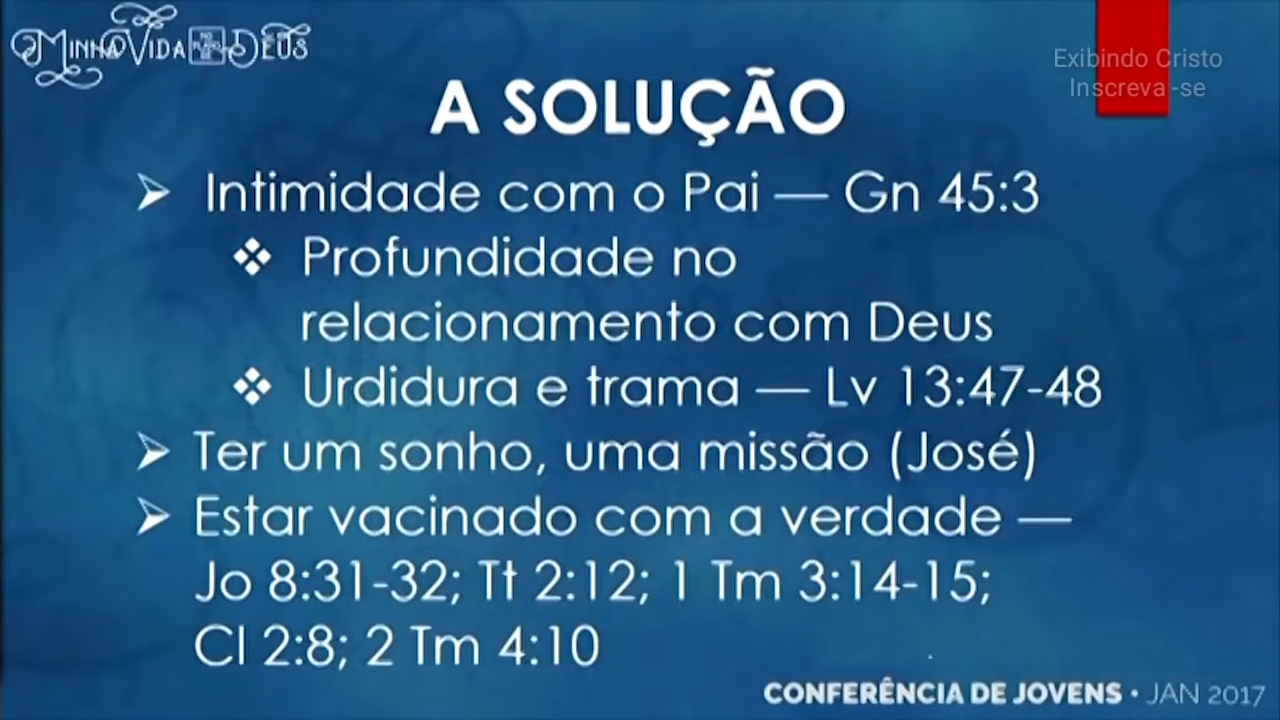 MINHA VIDA NO PLANO DE DEUS
Exibindo Cristo
Inscreva-se
A SOLUÇÃO
➢ Intimidade com o Pai — Gn 45:3
❖ Profundidade no
relacionamento com Deus
❖ Urdidura e trama — Lv 13:47-48
➢ Ter um sonho, uma missão (José)
➢ Estar vacinado com a verdade —
Jo 8:31-32; Tt 2:12; 1 Tm 3:14-15;
Cl 2:8; 2 Tm 4:10
CONFERÊNCIA DE JOVENS • JAN 2017